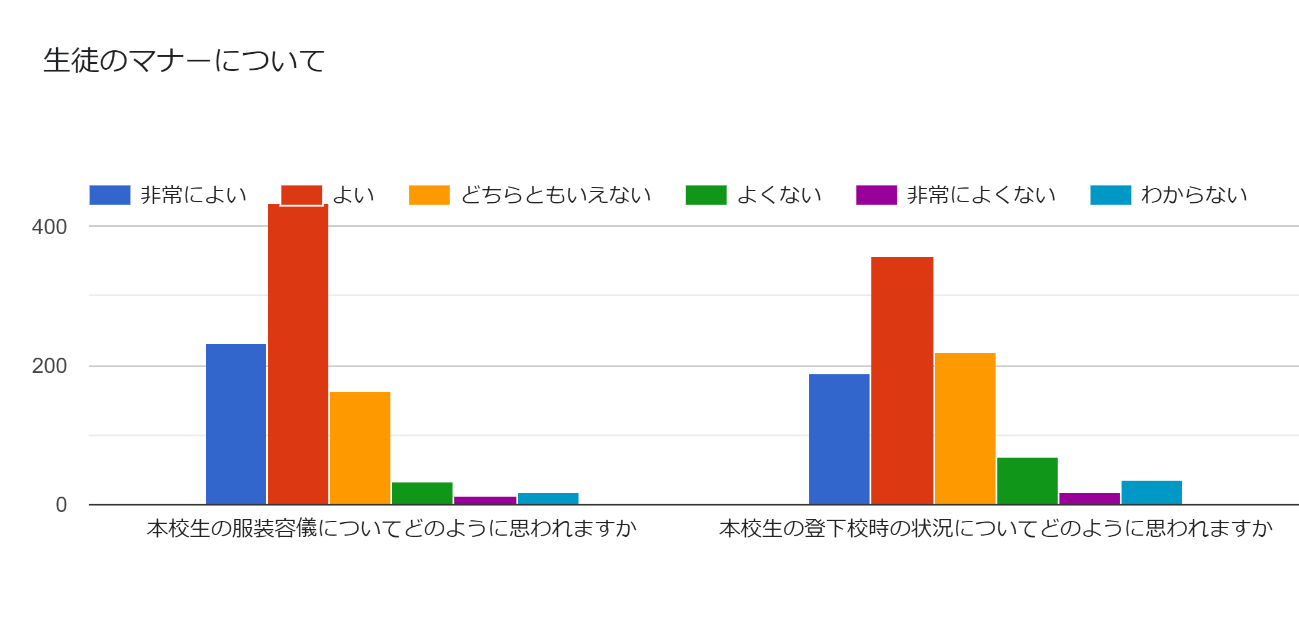 生徒のマナーについて
非常によい よい どちらともいえない よくない 非常によくない わからない
400
200
0
本校生の服装容儀についてどのように思われますか 本校生の登下校時の状況についてどのように思われますか